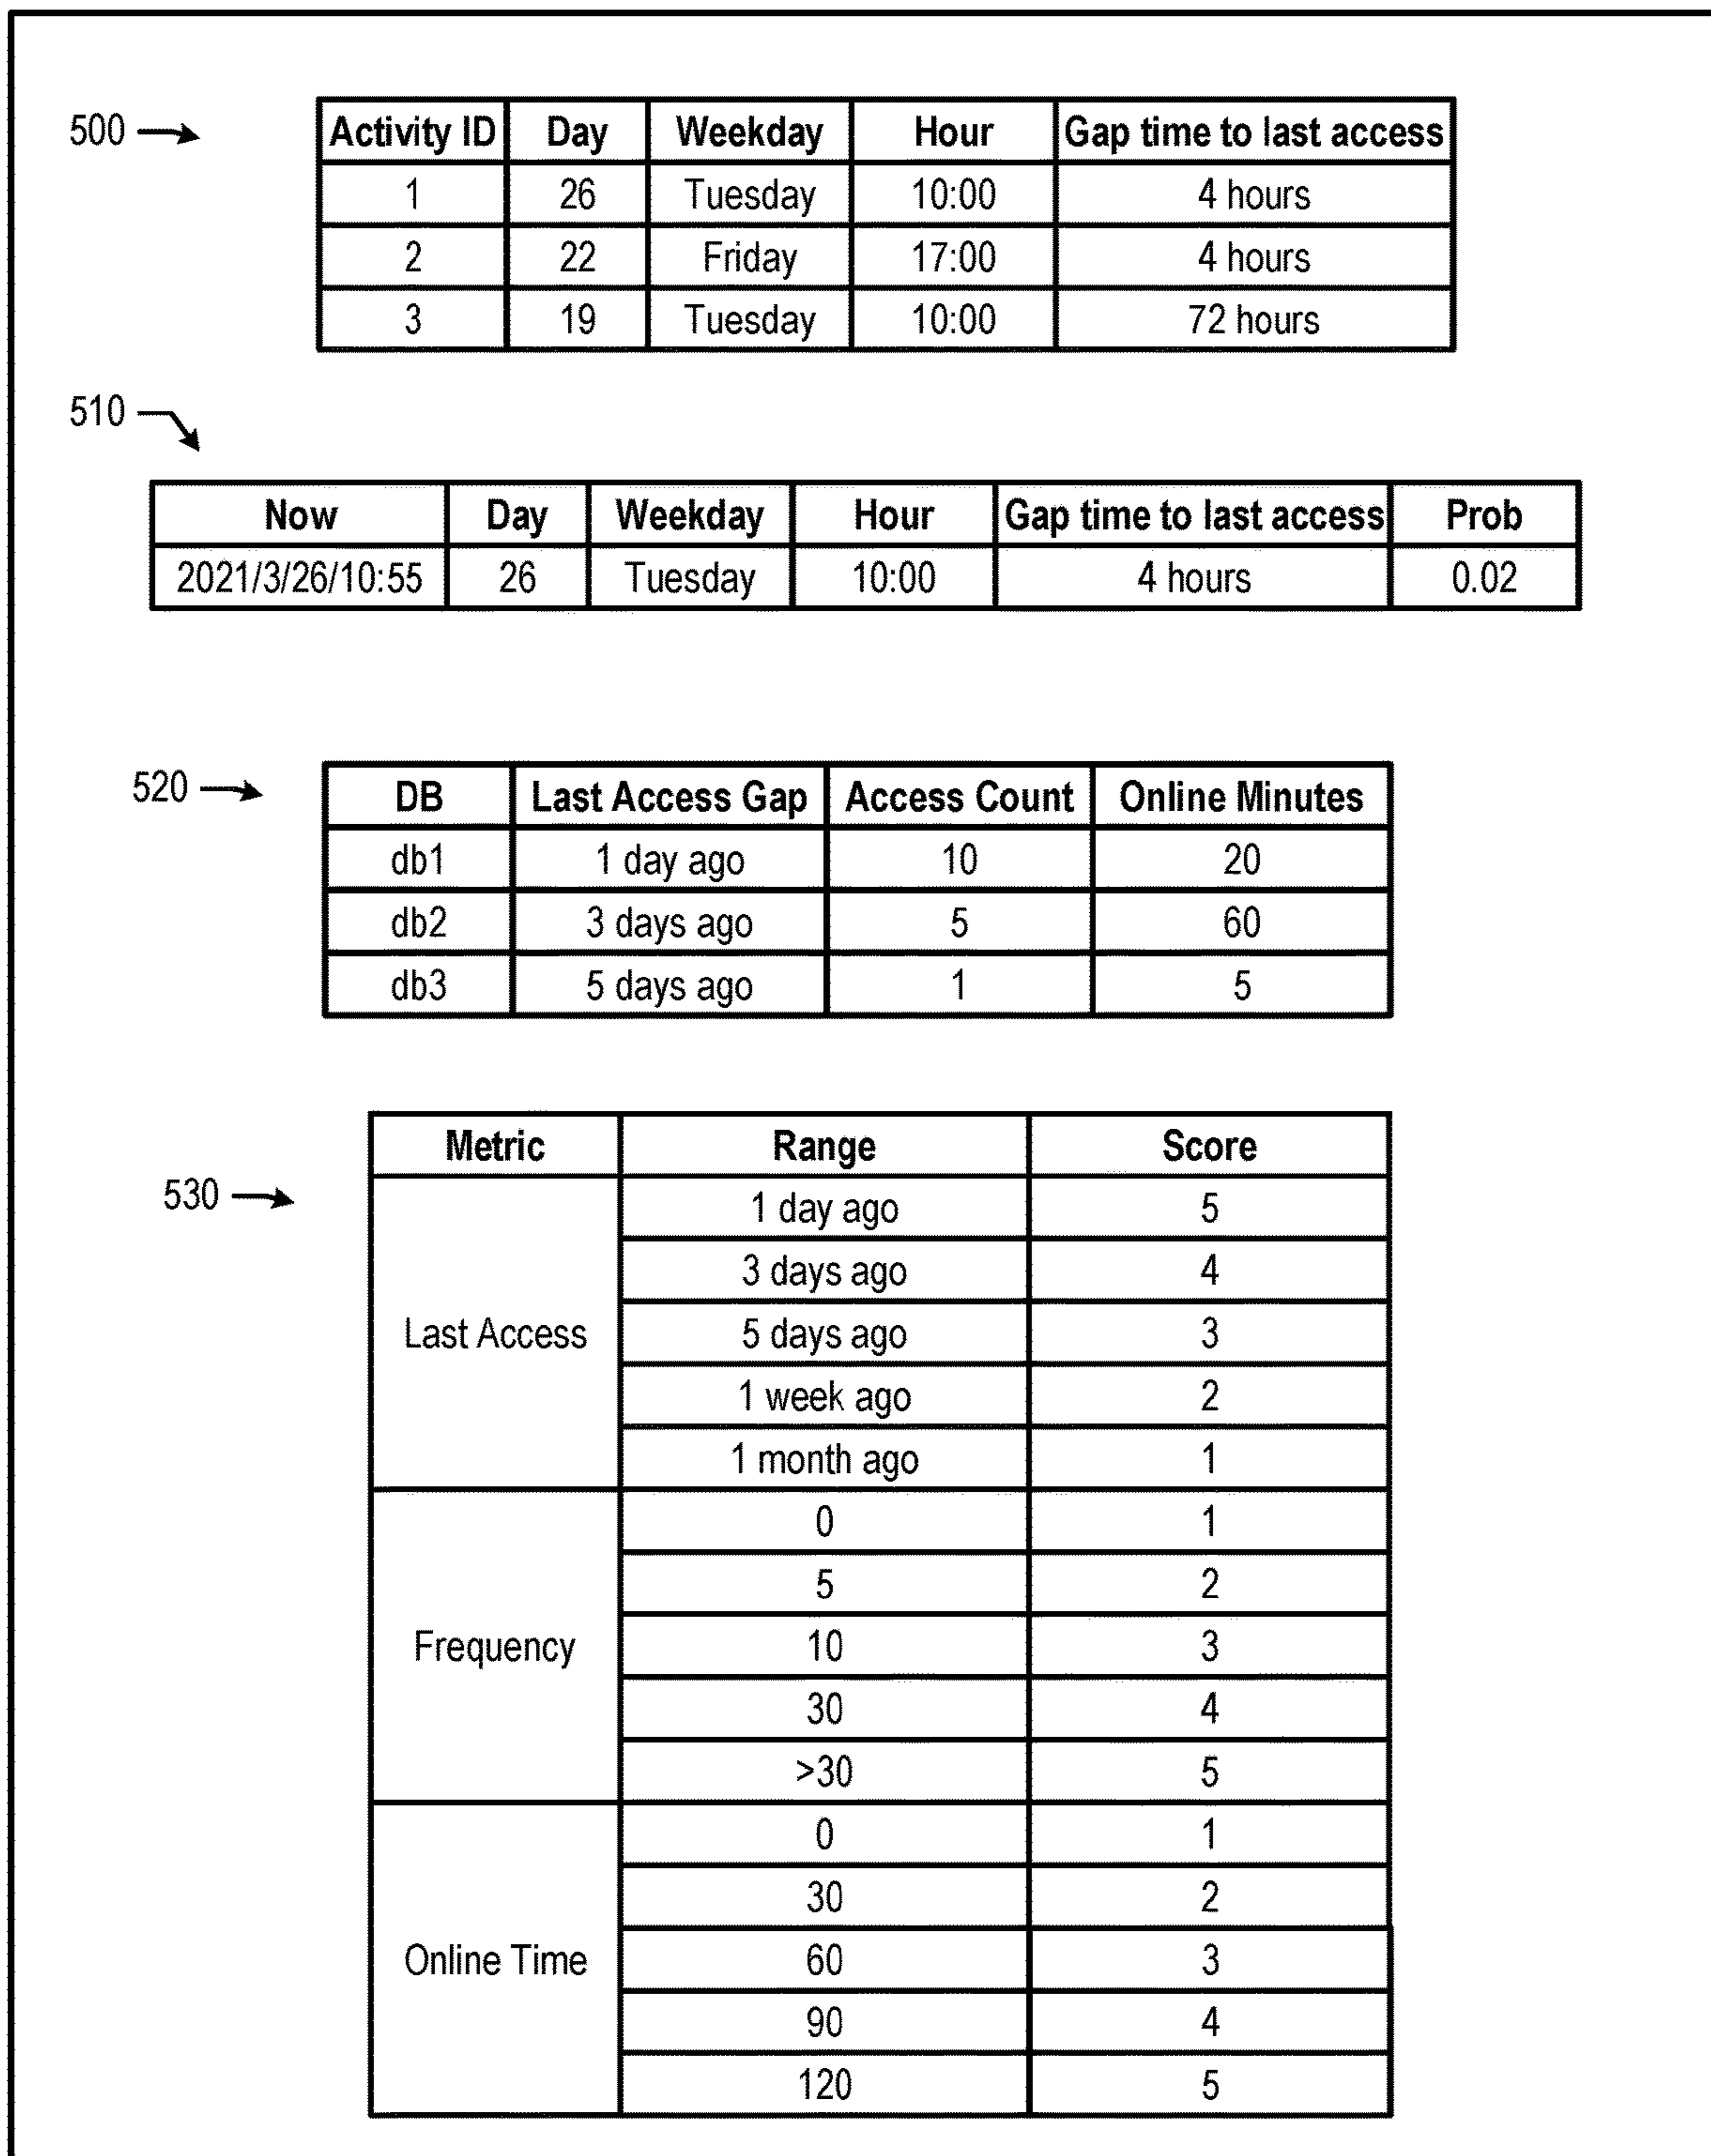 500
Activity ID Day Weekday Hour Gap time to last access
1 26 Tuesday 10:00 4 hours
2 22 Friday 17:00 4 hours
3 19 Tuesday 10:00 72 hours
510
Now Day Weekday Hour Gap time to last access Prob
2021/3/26/10:55 26 Tuesday 10:00 4 hours 0.02
520
DB Last Access Gap Access Count Online Minutes
db1 1 day ago 10 20
db2 3 days ago 5 60
db3 5 days ago 1 5
530
Metric Range Score
Last Access
1 day ago 5
3 days ago 4
5 days ago 3
1 week ago 2
1 month ago 1
Frequency
0 1
5 2
10 3
30 4
>30 5
Online Time
0 1
30 2
60 3
90 4
120 5